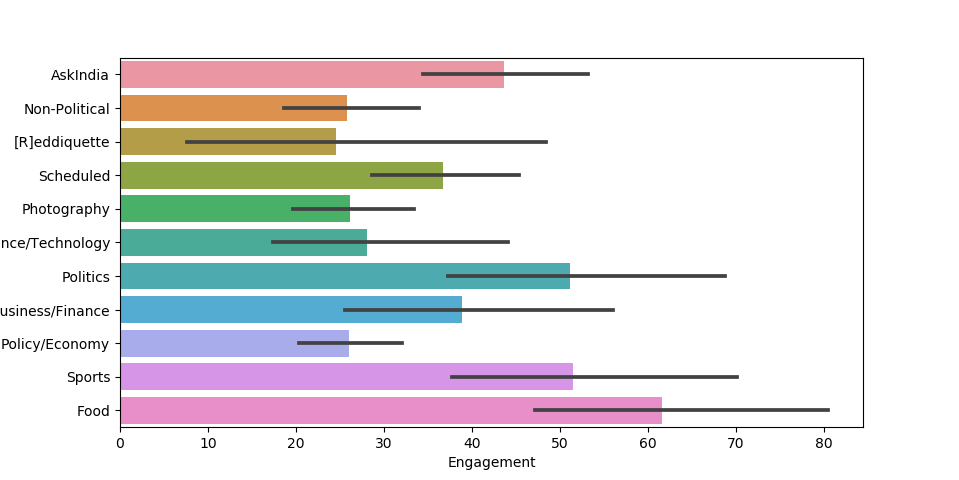 AskIndia
Non-Political
[R]eddiquette
Scheduled
Photography
nce/Technology
Politics
usiness/Finance
Policy/Economy
Sports
Food
0 10 20 30 40 50 60 70 80
Engagement